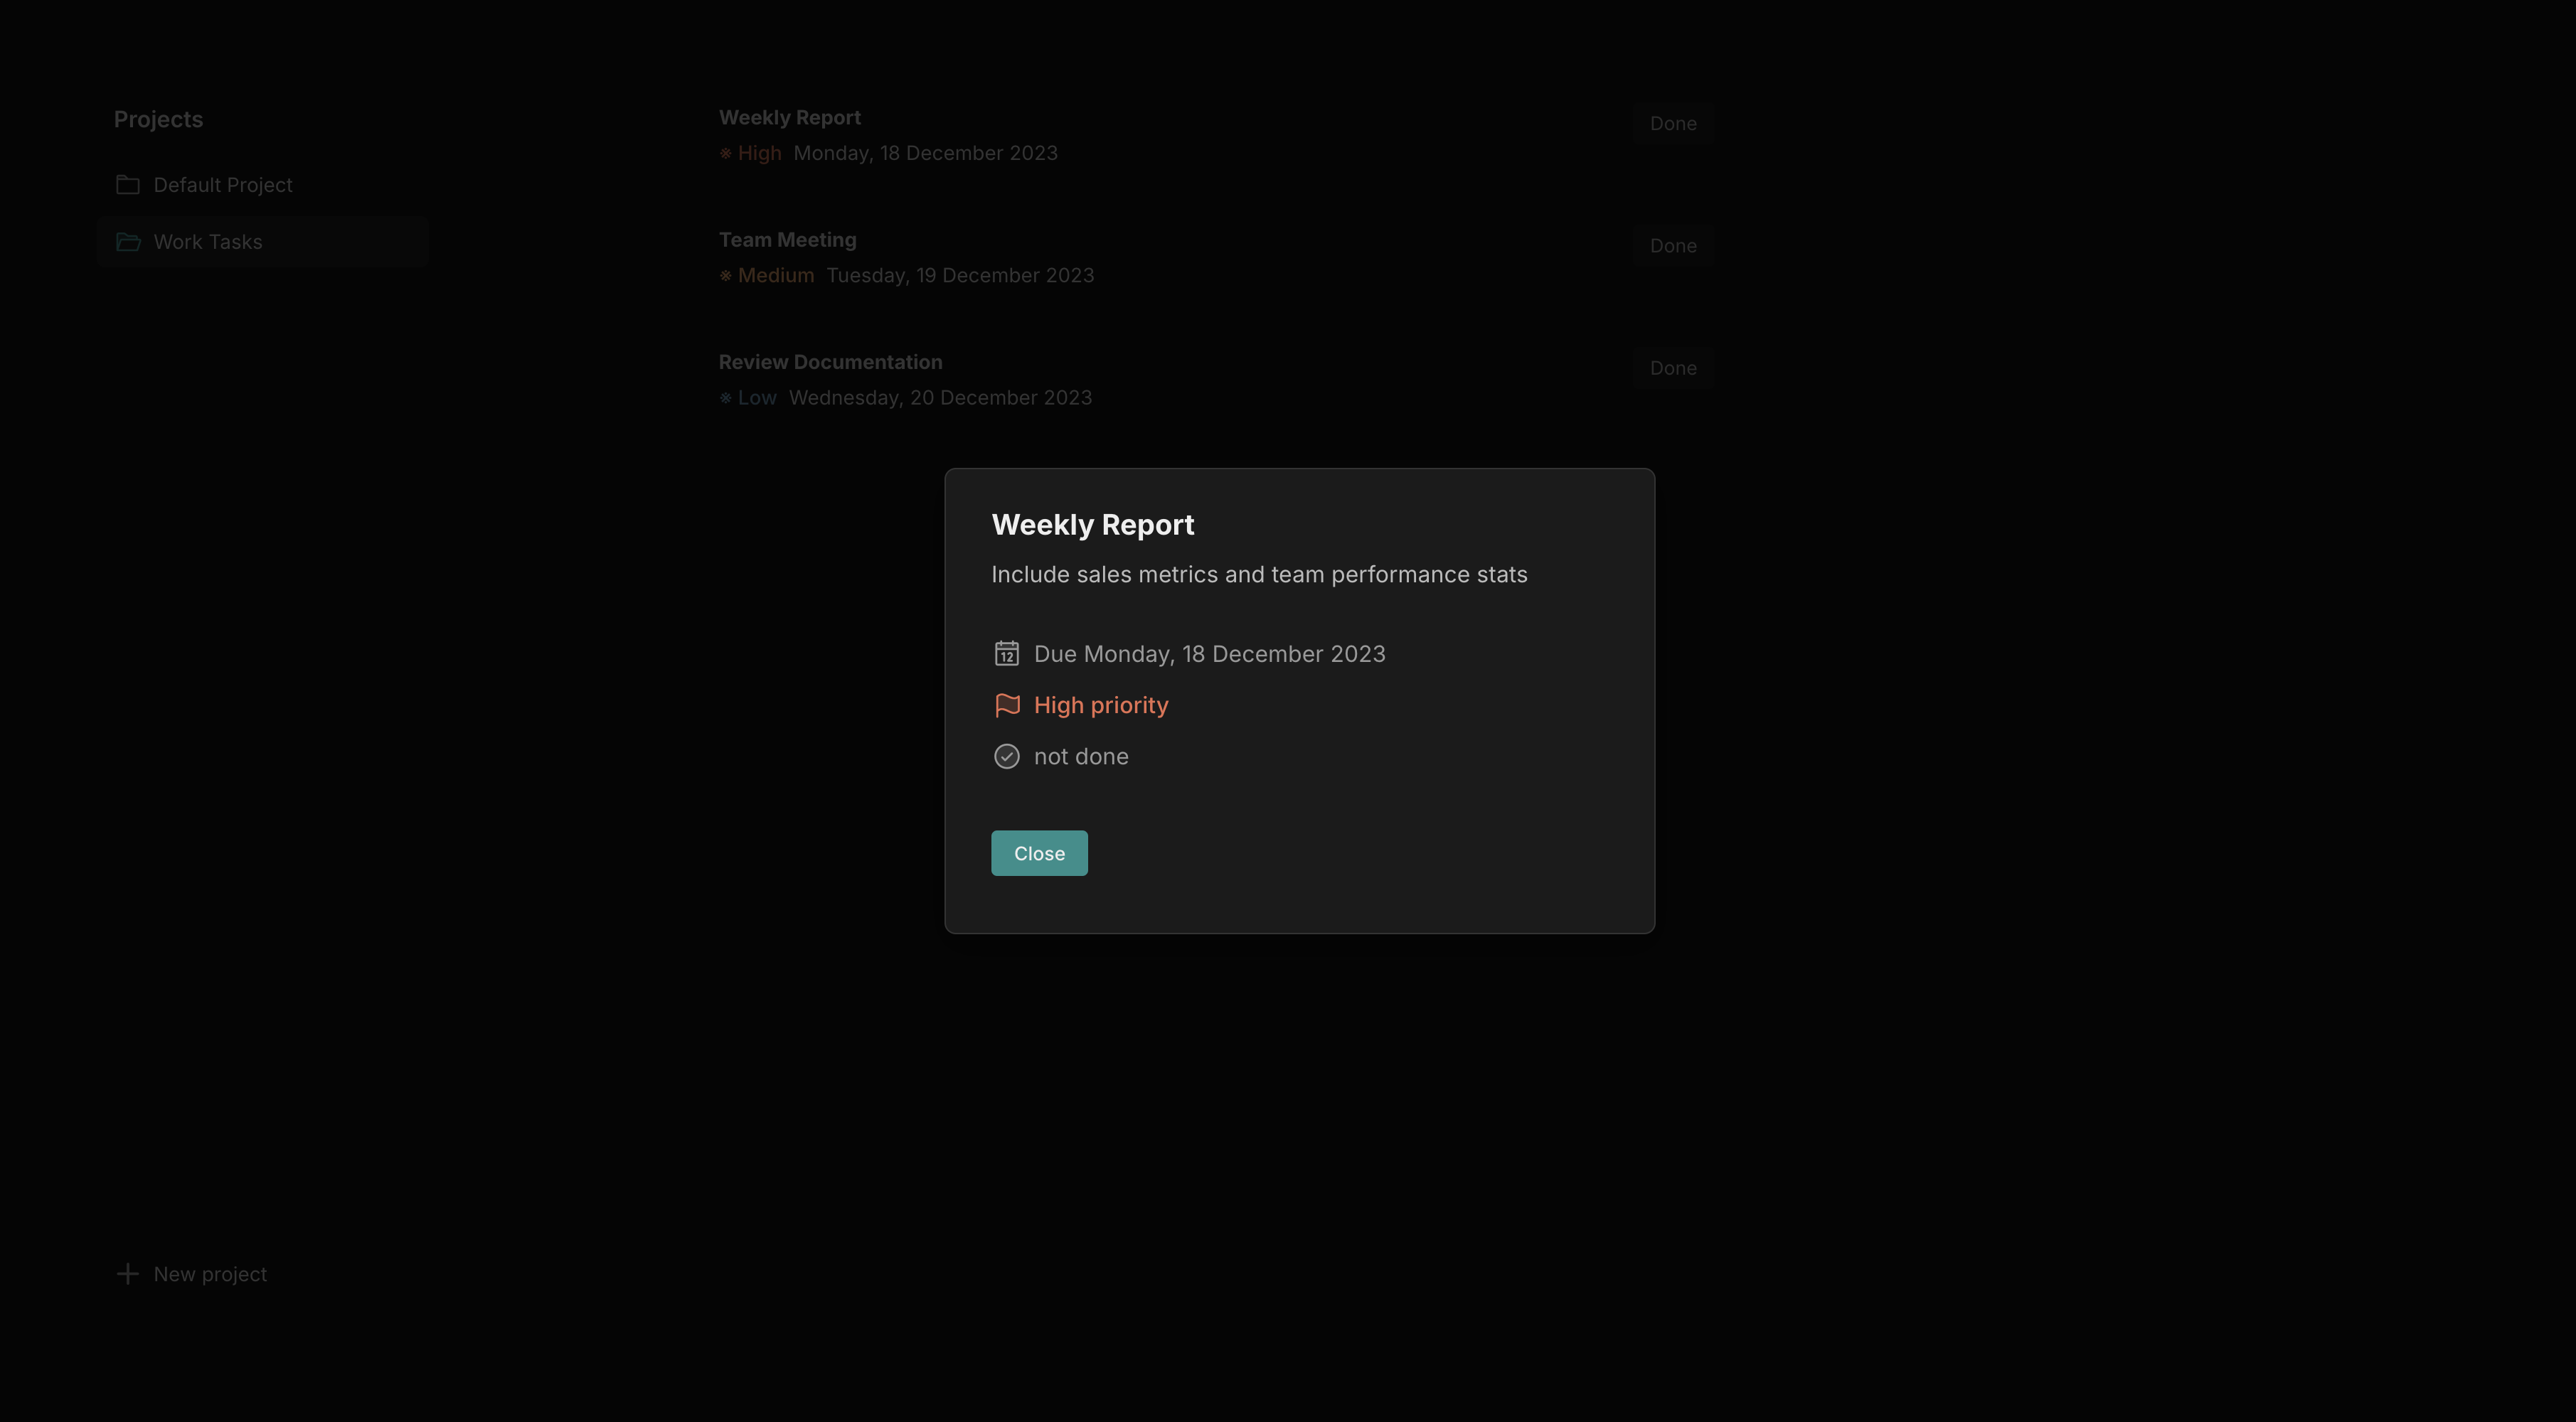 Projects
Default Project
Work Tasks
New project
Weekly Report
※ High Monday, 18 December 2023
Done
Team Meeting
※ Medium Tuesday, 19 December 2023
Done
Review Documentation
※ Low Wednesday, 20 December 2023
Done
Weekly Report
Include sales metrics and team performance stats
12 Due Monday, 18 December 2023
High priority
not done
Close